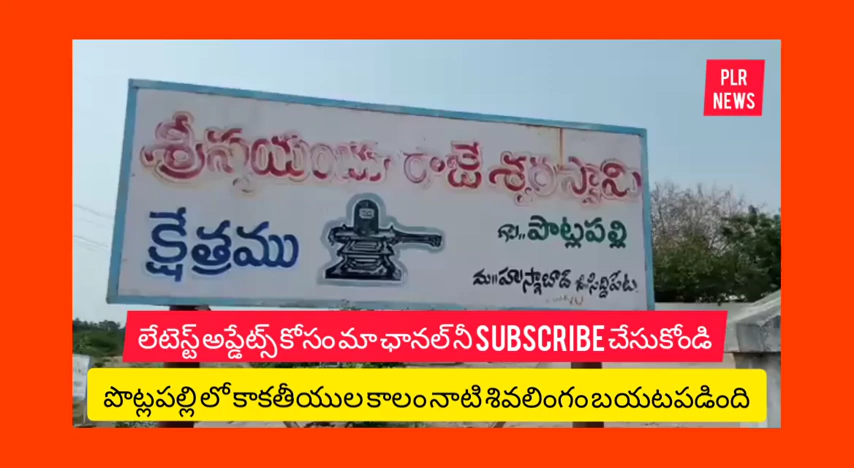 PLR
NEWS
శ్రీ స్వయంభు రాజేశ్వరస్వామి
క్షేత్రము
గ్రా,, పొట్లపల్లి
మ॥ హుస్నాబాద్ జి.సిద్దిపేట.
లేటెస్ట్ అప్డేట్స్ కోసం మా ఛానల్ నీ SUBSCRIBE చేసుకోండి
పొట్లపల్లి లో కాకతీయుల కాలం నాటి శివలింగం బయటపడింది